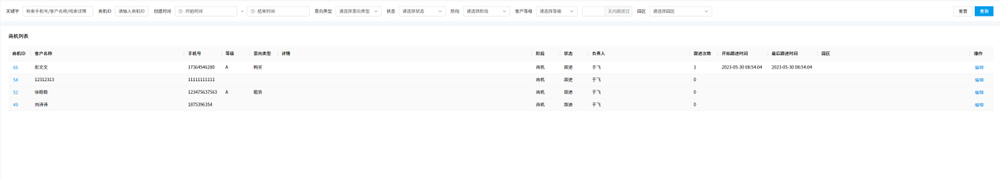 关键字 检索手机号/客户名称/线索详情 商机ID 请输入商机ID 创建时间 开始时间 ~ 结束时间 意向类型 请选择意向类型 状态 请选择状态 阶段 请选择阶段 客户等级 请选择等级 天内跟进过 园区 请选择园区 重置 查询
商机列表
商机ID 客户名称 手机号 等级 意向类型 详情 阶段 状态 负责人 跟进次数 开始跟进时间 最后跟进时间 园区 操作
66 彭文文 17364546280 A 购买 商机 跟进 于飞 1 2023-05-30 08:54:04 2023-05-30 08:54:04 编辑
54 12312313 11111111111 商机 跟进 于飞 0 编辑
52 徐稳稳 123475637563 A 租赁 商机 跟进 于飞 0 编辑
49 刘诗诗 1875396354 商机 跟进 于飞 0 编辑